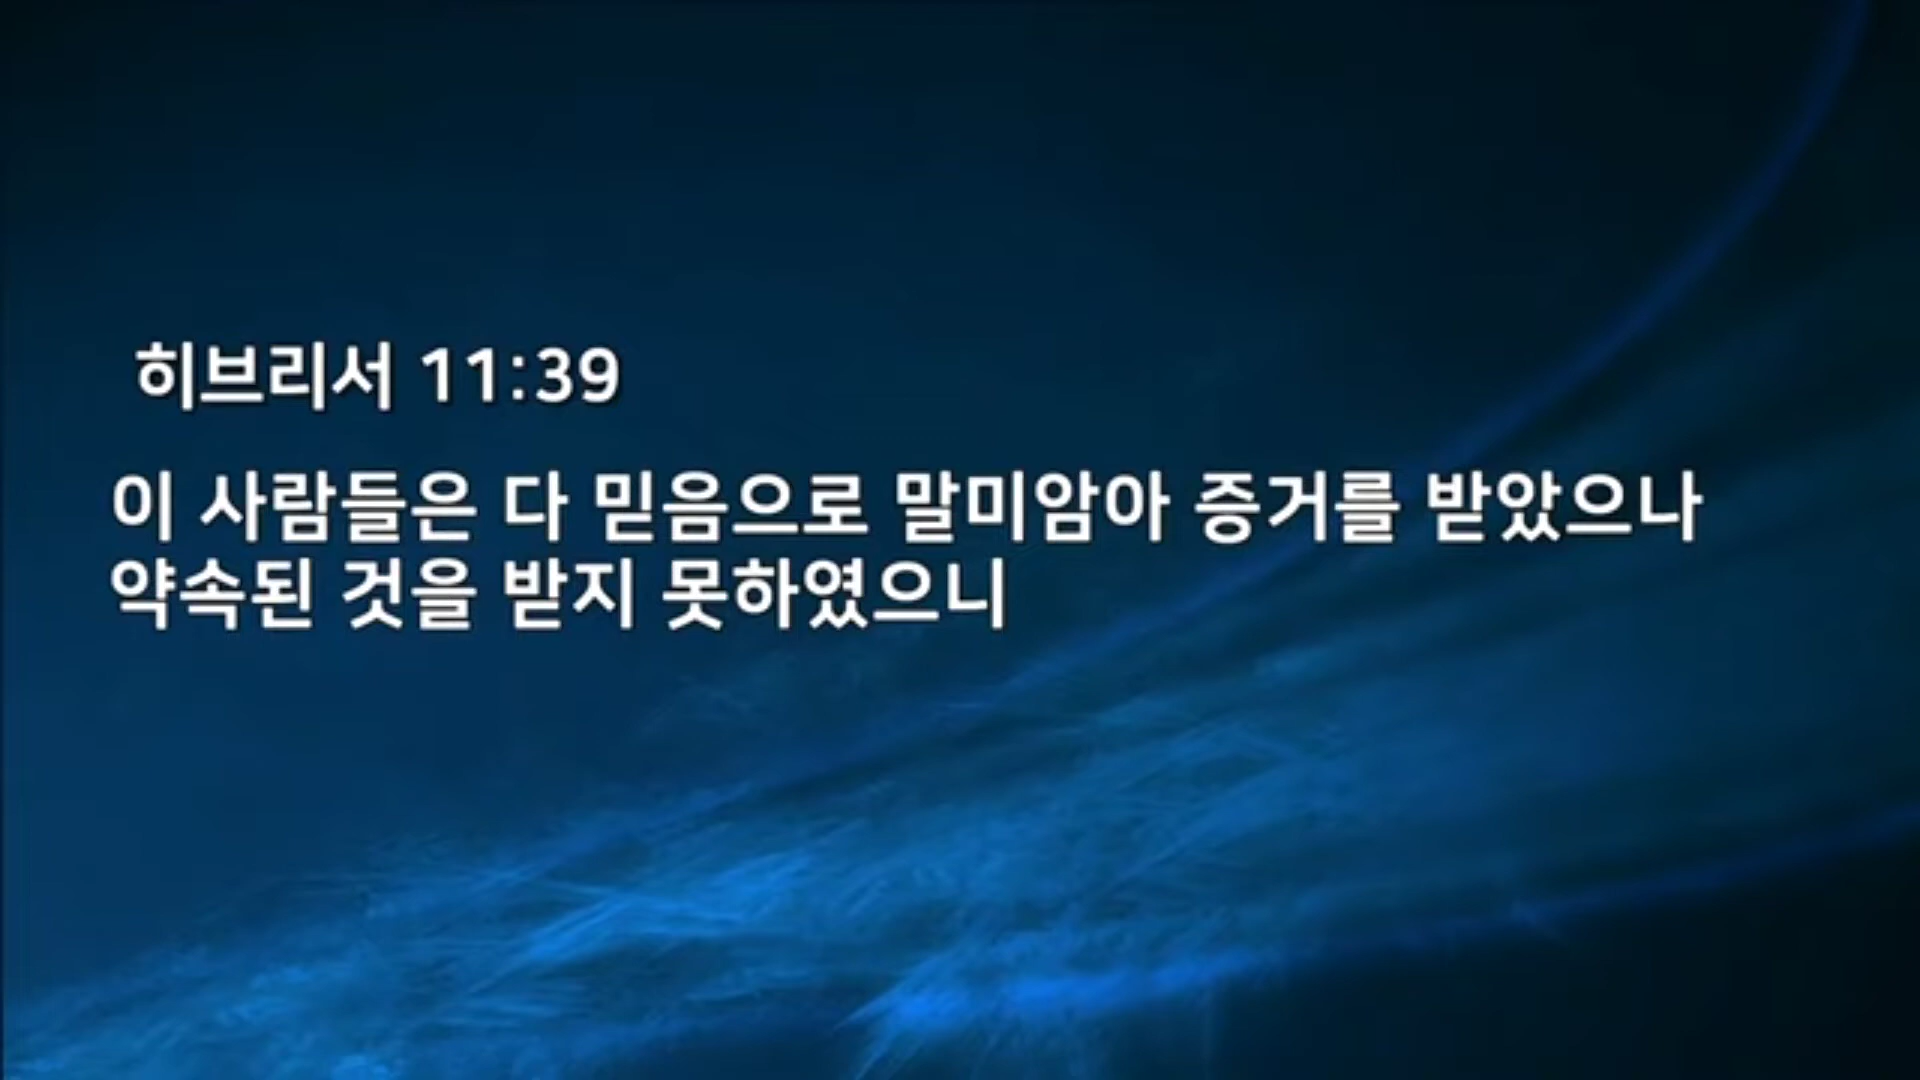 히브리서 11:39
이 사람들은 다 믿음으로 말미암아 증거를 받았으나
약속된 것을 받지 못하였으니